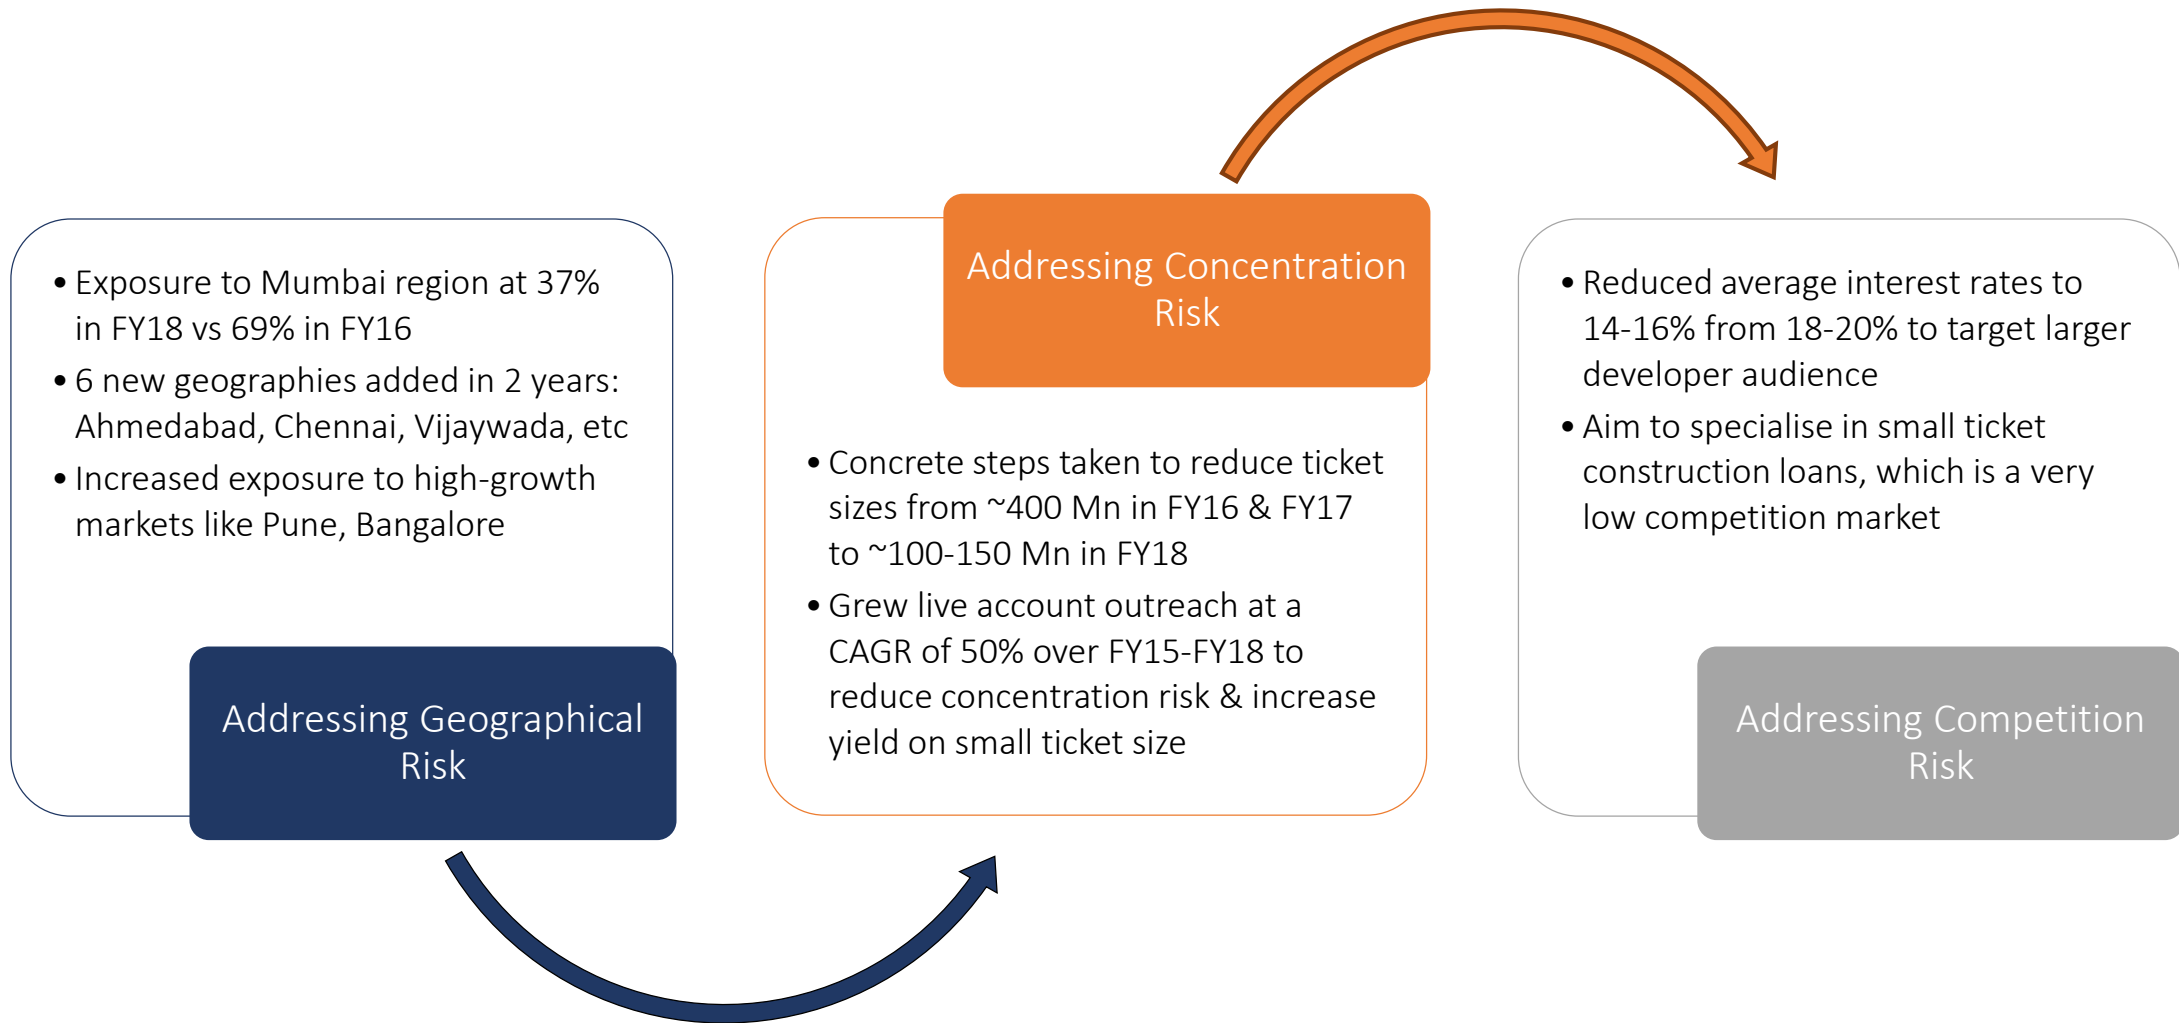 • Exposure to Mumbai region at 37%
in FY18 vs 69% in FY16
• 6 new geographies added in 2 years:
Ahmedabad, Chennai, Vijaywada, etc
• Increased exposure to high-growth
markets like Pune, Bangalore
Addressing Geographical
Risk
Addressing Concentration
Risk
• Concrete steps taken to reduce ticket
sizes from ~400 Mn in FY16 & FY17
to ~100-150 Mn in FY18
• Grew live account outreach at a
CAGR of 50% over FY15-FY18 to
reduce concentration risk & increase
yield on small ticket size
• Reduced average interest rates to
14-16% from 18-20% to target larger
developer audience
• Aim to specialise in small ticket
construction loans, which is a very
low competition market
Addressing Competition
Risk